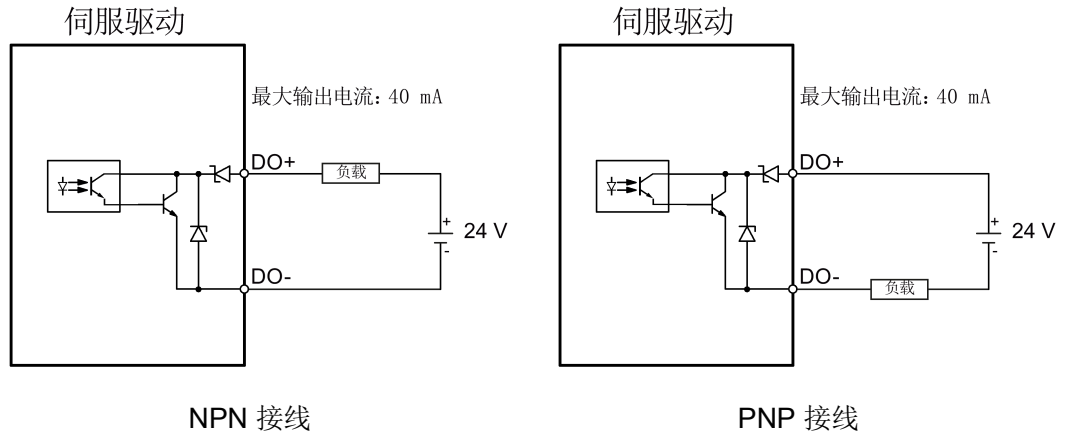 伺服驱动
最大输出电流: 40 mA
DO+
负载
+
24 V
-
DO-
NPN 接线
伺服驱动
最大输出电流: 40 mA
DO+
+
24 V
-
DO-
负载
PNP 接线